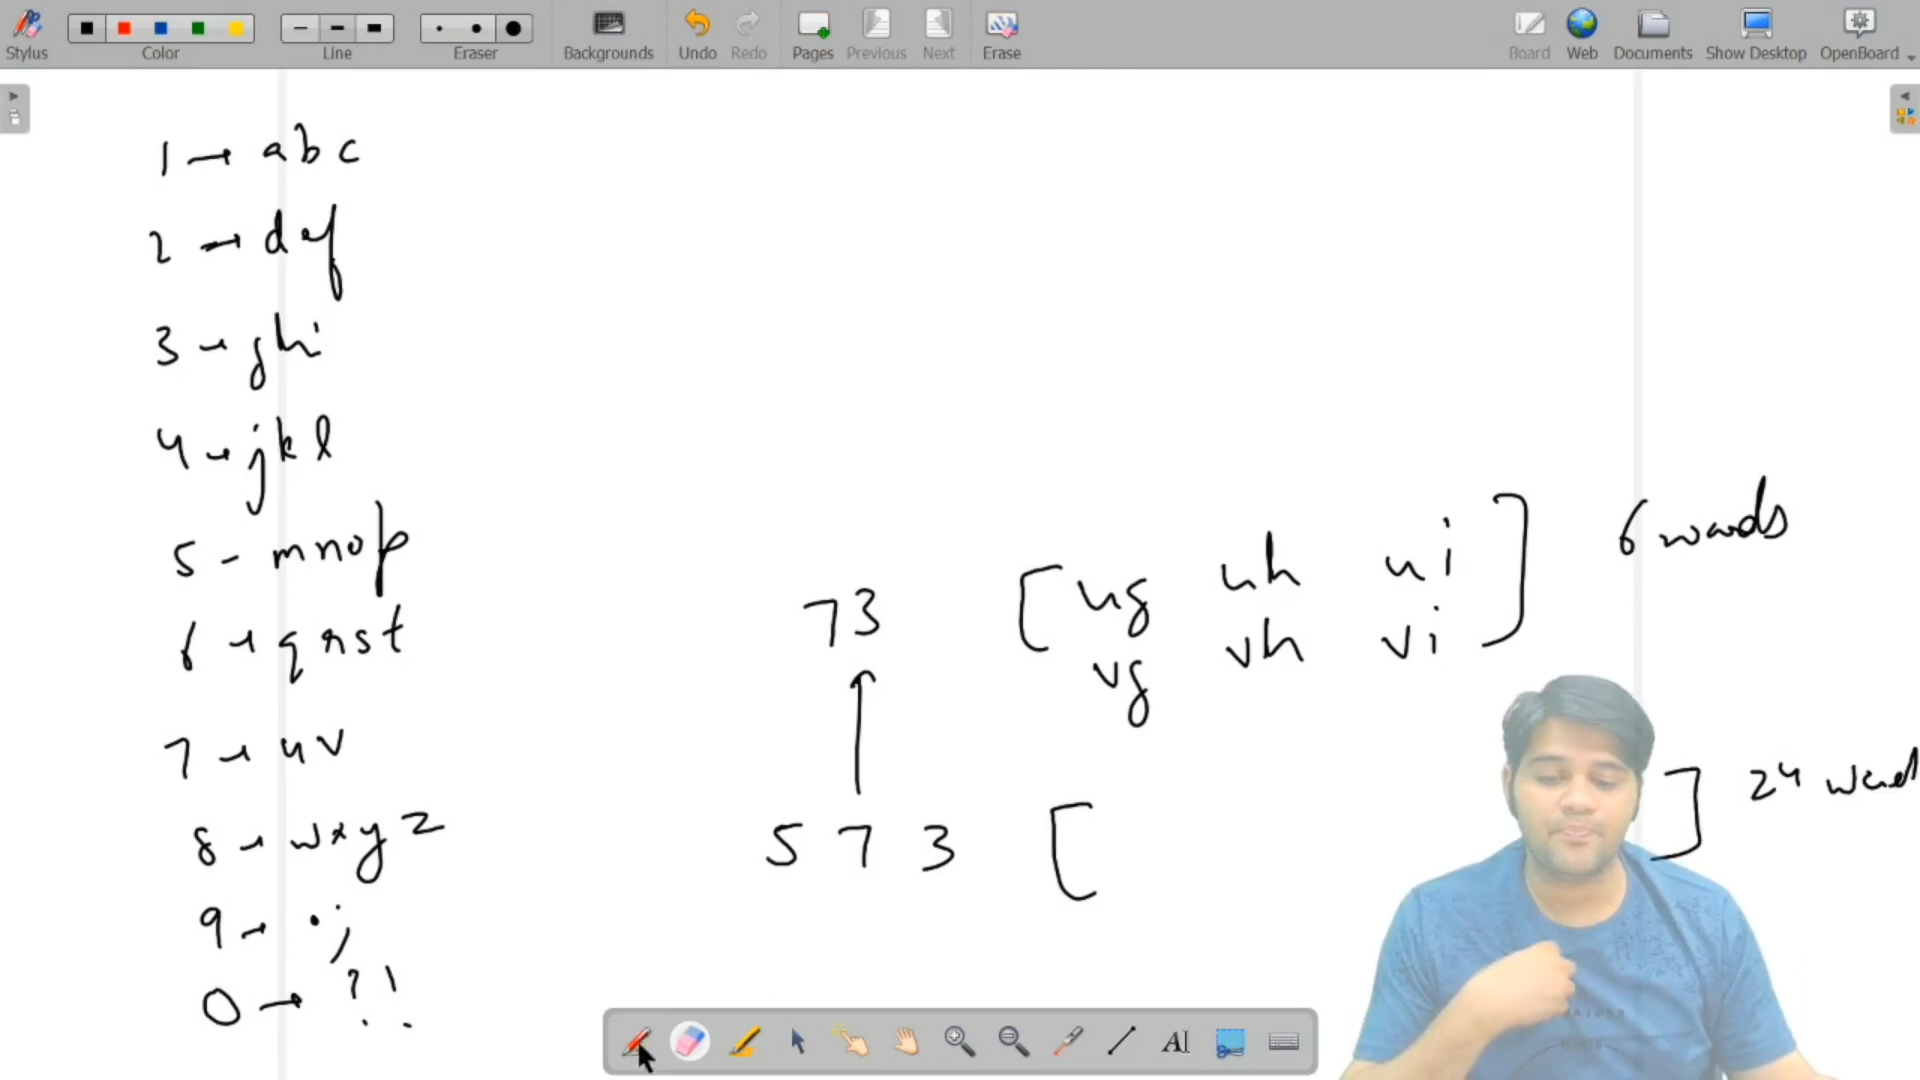 Stylus Color Line Eraser Backgrounds Undo Redo Pages Previous Next Erase Board Web Documents Show Desktop OpenBoard
1 → abc
2 → def
3 → ghi
4 → jkl
5 - mnop
6 → qrst
7 → uv
8 → wxyz
9 → . ;
0 → ? !
73 [ ug uh ui ] 6 words
vg vh vi
573 [ ] 24 word